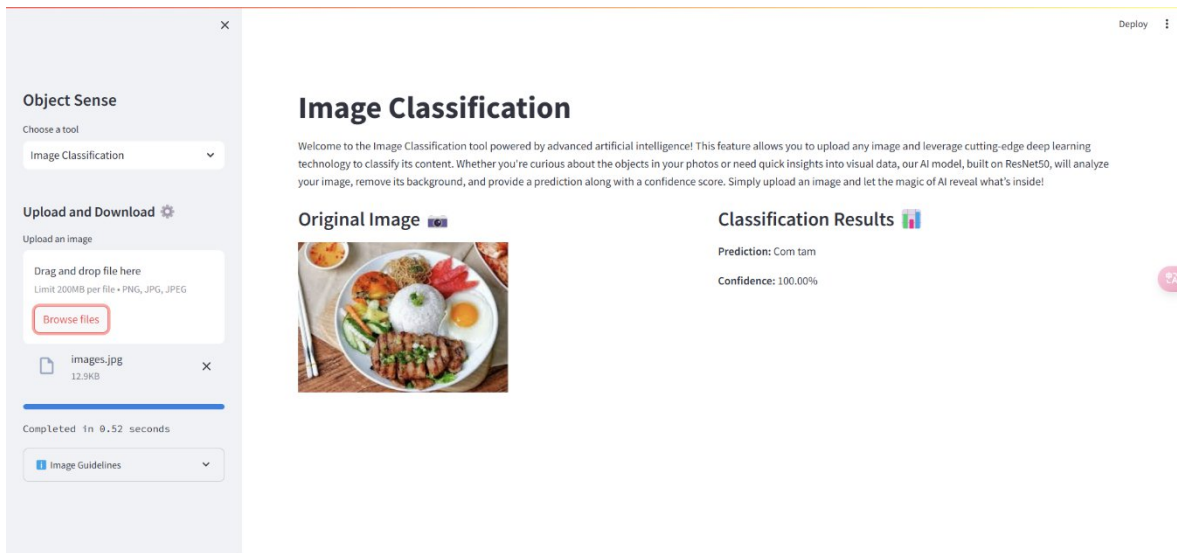 Deploy
Object Sense
Choose a tool
Image Classification
Upload and Download
Upload an image
Drag and drop file here
Limit 200MB per file • PNG, JPG, JPEG
Browse files
images.jpg
12.9KB
Completed in 0.52 seconds
Image Guidelines
Image Classification
Welcome to the Image Classification tool powered by advanced artificial intelligence! This feature allows you to upload any image and leverage cutting-edge deep learning
technology to classify its content. Whether you're curious about the objects in your photos or need quick insights into visual data, our AI model, built on ResNet50, will analyze
your image, remove its background, and provide a prediction along with a confidence score. Simply upload an image and let the magic of AI reveal what's inside!
Original Image
Classification Results
Prediction: Com tam
Confidence: 100.00%